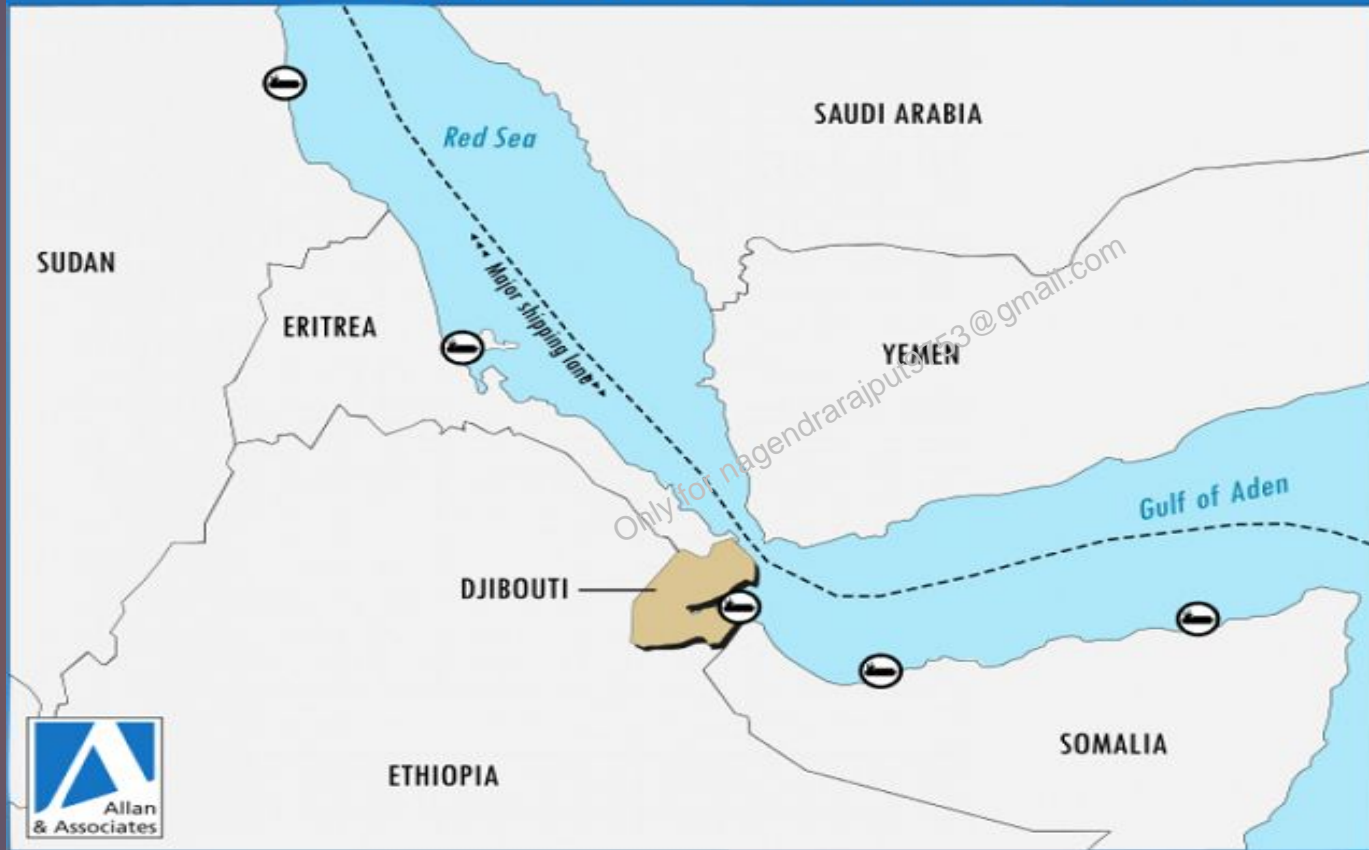 SAUDI ARABIA
Red Sea
SUDAN
Major shipping lane
ERITREA
YEMEN
Only for nagendrarajput9753@gmail.com
Gulf of Aden
DJIBOUTI
SOMALIA
ETHIOPIA
Allan
& Associates